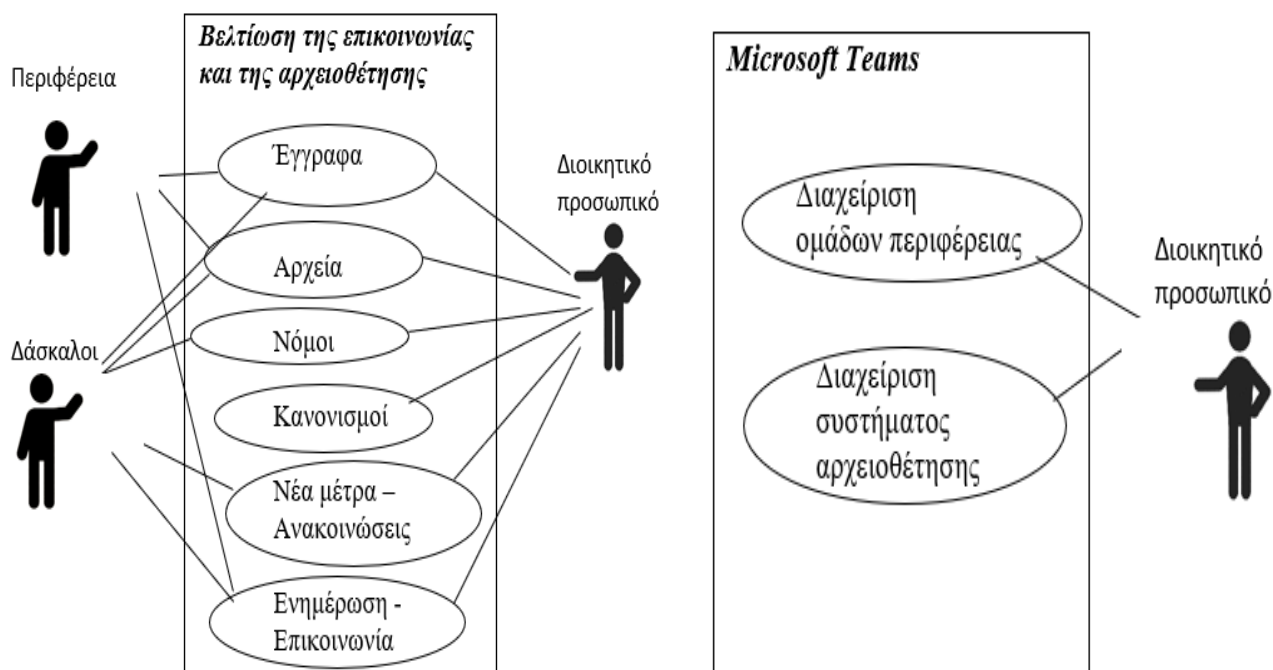 Περιφέρεια
Δάσκαλοι
Βελτίωση της επικοινωνίας
και της αρχειοθέτησης
Έγγραφα
Αρχεία
Νόμοι
Κανονισμοί
Νέα μέτρα –
Ανακοινώσεις
Ενημέρωση -
Επικοινωνία
Διοικητικό
προσωπικό
Microsoft Teams
Διαχείριση
ομάδων περιφέρειας
Διαχείριση
συστήματος
αρχειοθέτησης
Διοικητικό
προσωπικό